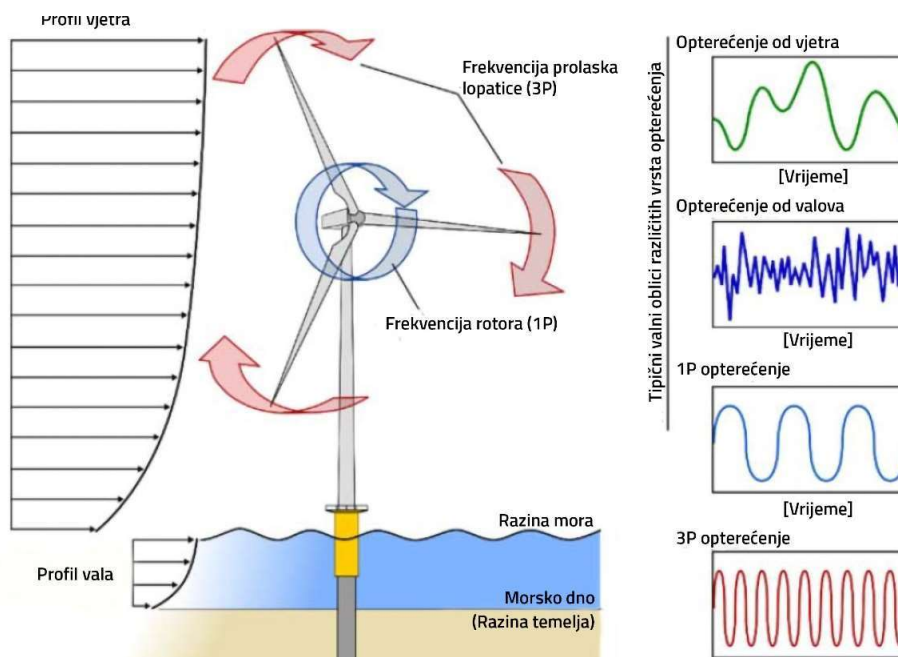 Profil vjetra
Frekvencija prolaska
lopatice (3P)
Frekvencija rotora (1P)
Razina mora
Profil vala
Morsko dno
(Razina temelja)
Tipični valni oblici različitih vrsta opterećenja
Opterećenje od vjetra
[Vrijeme]
Opterećenje od valova
[Vrijeme]
1P opterećenje
[Vrijeme]
3P opterećenje